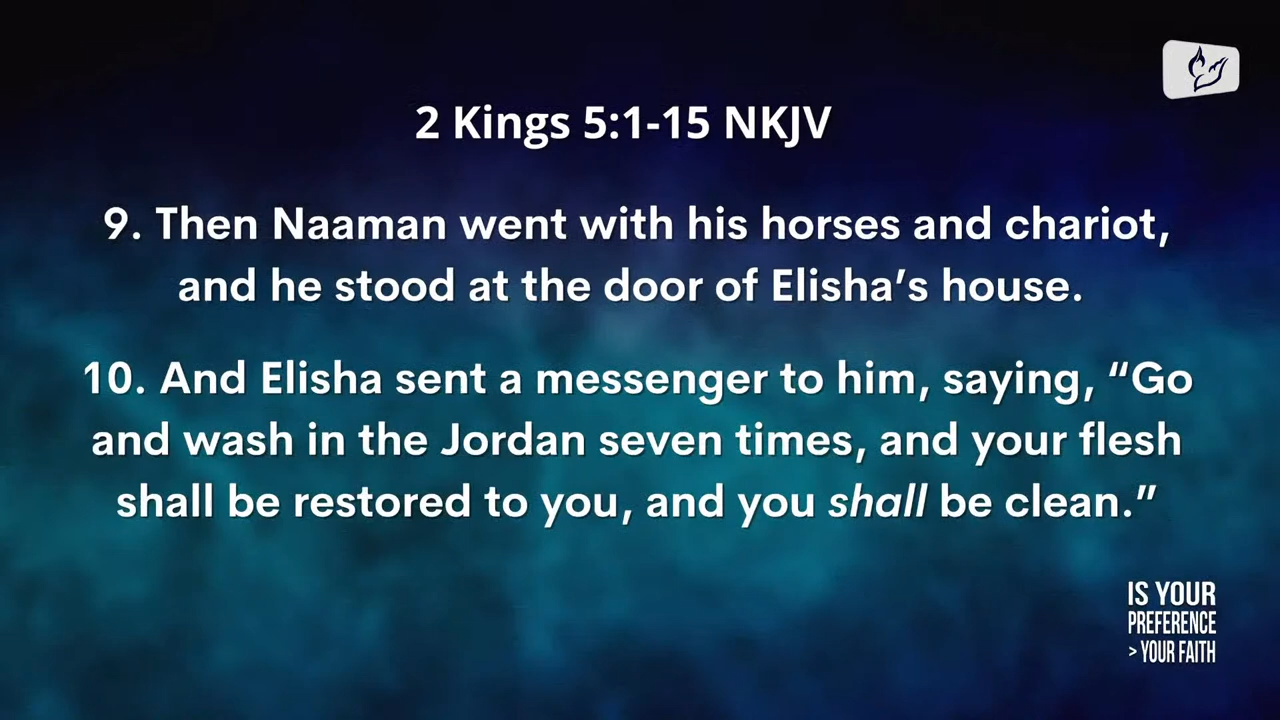 2 Kings 5:1-15 NKJV
9. Then Naaman went with his horses and chariot,
and he stood at the door of Elisha’s house.
10. And Elisha sent a messenger to him, saying, “Go
and wash in the Jordan seven times, and your flesh
shall be restored to you, and you shall be clean.”
IS YOUR
PREFERENCE
> YOUR FAITH